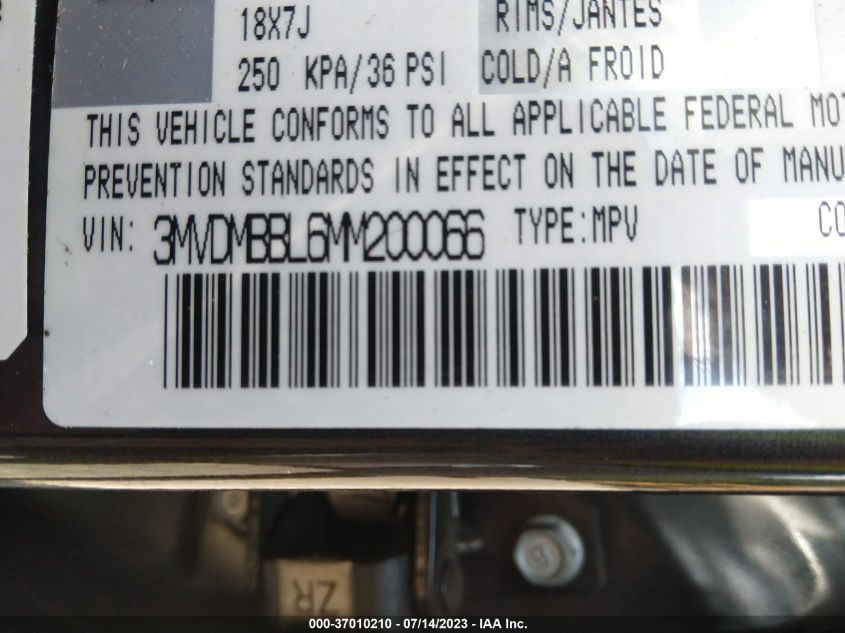 18X7J RIMS/JANTES
250 KPA/36 PSI COLD/A FROID
THIS VEHICLE CONFORMS TO ALL APPLICABLE FEDERAL MOT
PREVENTION STANDARDS IN EFFECT ON THE DATE OF MANU
VIN: 3MVDMBBL6MM200066 TYPE:MPV CO
ZR
000-37010210 - 07/14/2023 - IAA Inc.